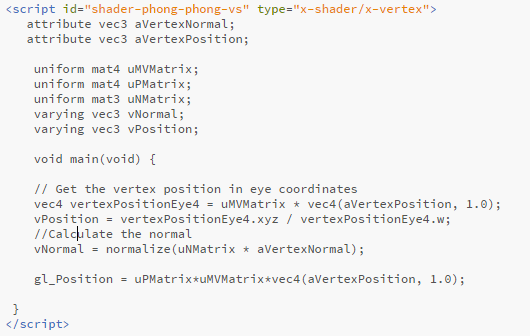 <script id="shader-phong-phong-vs" type="x-shader/x-vertex">
attribute vec3 aVertexNormal;
attribute vec3 aVertexPosition;
uniform mat4 uMVMatrix;
uniform mat4 uPMatrix;
uniform mat3 uNMatrix;
varying vec3 vNormal;
varying vec3 vPosition;
void main(void) {
// Get the vertex position in eye coordinates
vec4 vertexPositionEye4 = uMVMatrix * vec4(aVertexPosition, 1.0);
vPosition = vertexPositionEye4.xyz / vertexPositionEye4.w;
//Calculate the normal
vNormal = normalize(uNMatrix * aVertexNormal);
gl_Position = uPMatrix*uMVMatrix*vec4(aVertexPosition, 1.0);
}
</script>